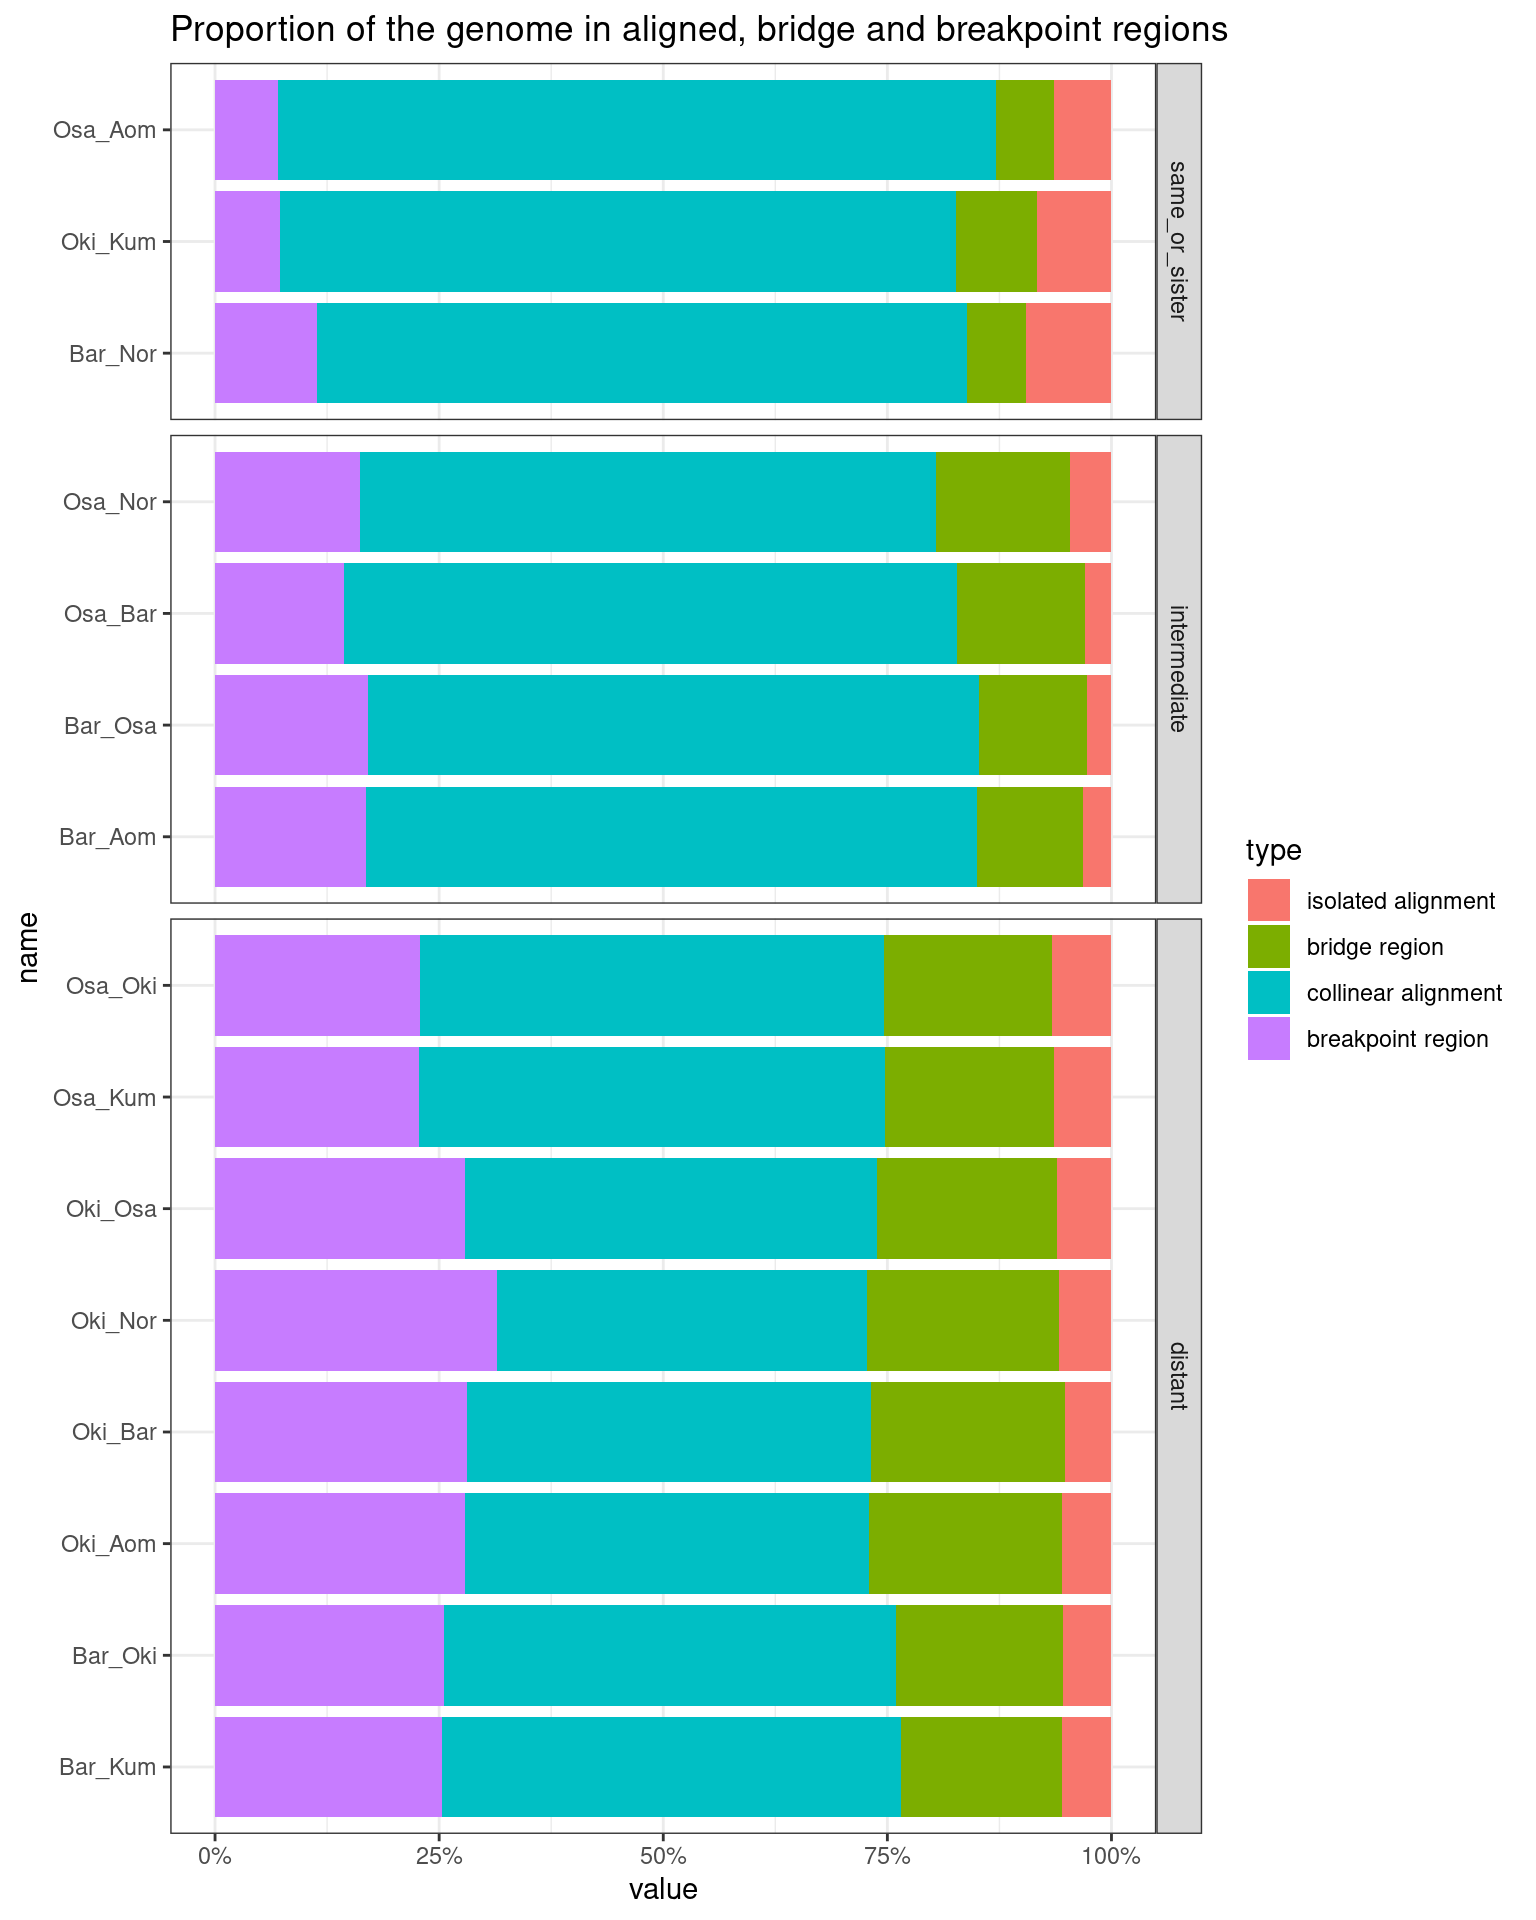 Proportion of the genome in aligned, bridge and breakpoint regions
Osa_Aom
Oki_Kum
Bar_Nor
same_or_sister
Osa_Nor
Osa_Bar
Bar_Osa
Bar_Aom
intermediate
Osa_Oki
Osa_Kum
Oki_Osa
Oki_Nor
Oki_Bar
Oki_Aom
Bar_Oki
Bar_Kum
distant
name
0% 25% 50% 75% 100%
value
type
isolated alignment
bridge region
collinear alignment
breakpoint region